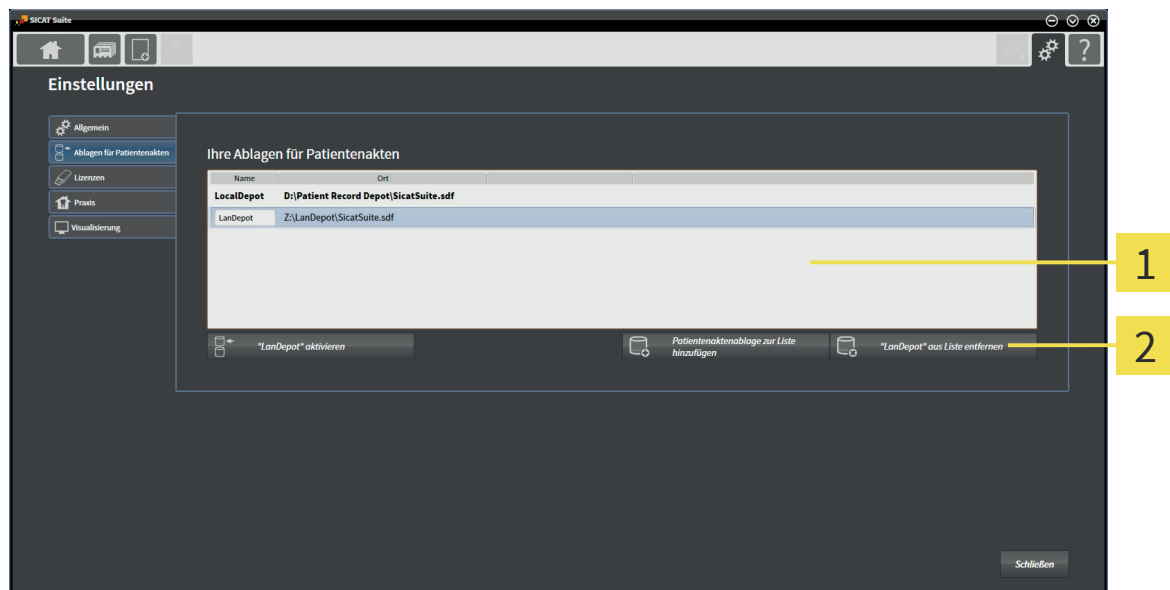 SICAT Suite
?
Einstellungen
Allgemein
Ablagen für Patientenakten
Lizenzen
Praxis
Visualisierung
Ihre Ablagen für Patientenakten
Name Ort
LocalDepot D:\Patient Record Depot\SicatSuite.sdf
LanDepot Z:\LanDepot\SicatSuite.sdf
1
"LanDepot" aktivieren
Patientenaktenablage zur Liste
hinzufügen
"LanDepot" aus Liste entfernen
2
Schließen